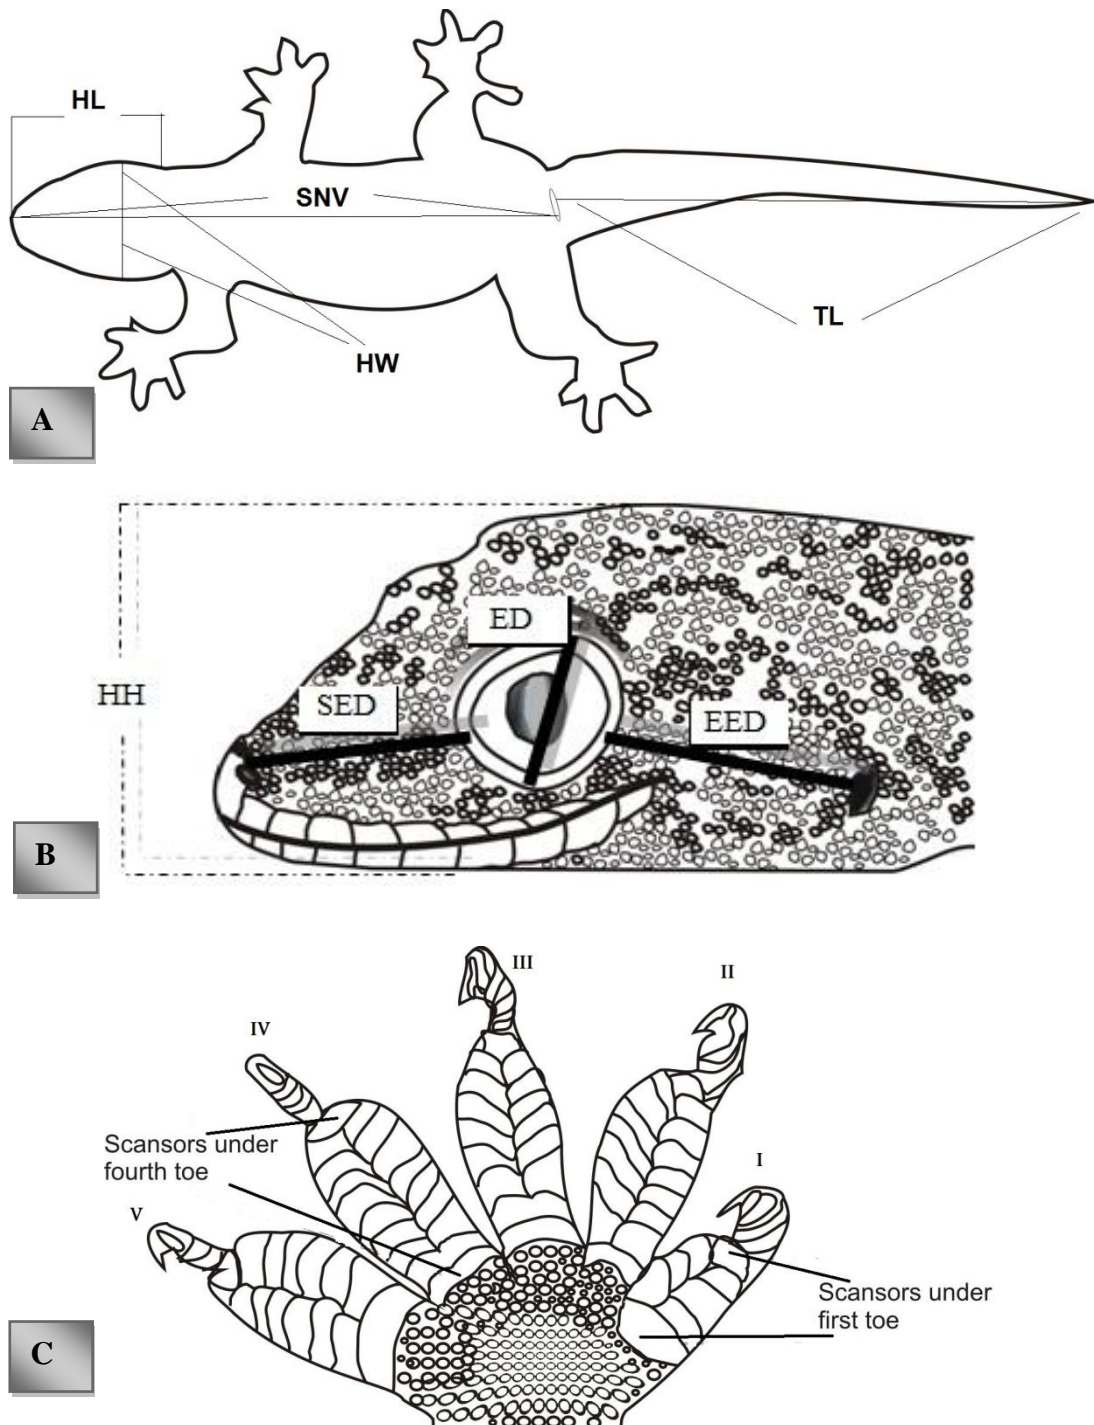 HL
SNV
TL
HW
A
ED
HH
SED
EED
B
III
II
IV
Scansors under
fourth toe
I
V
Scansors under
first toe
C